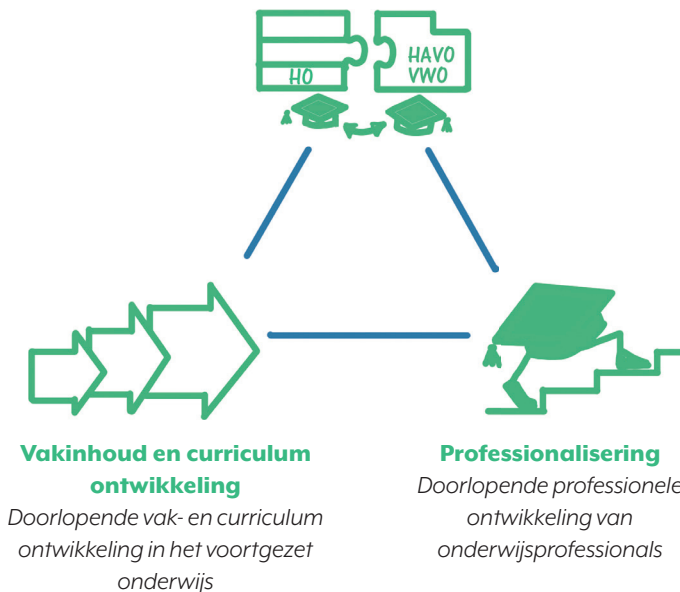 HO
HAVO
VWO
Vakinhoud en curriculum
ontwikkeling
Doorlopende vak- en curriculum
ontwikkeling in het voortgezet
onderwijs
Professionalisering
Doorlopende professionele
ontwikkeling van
onderwijsprofessionals